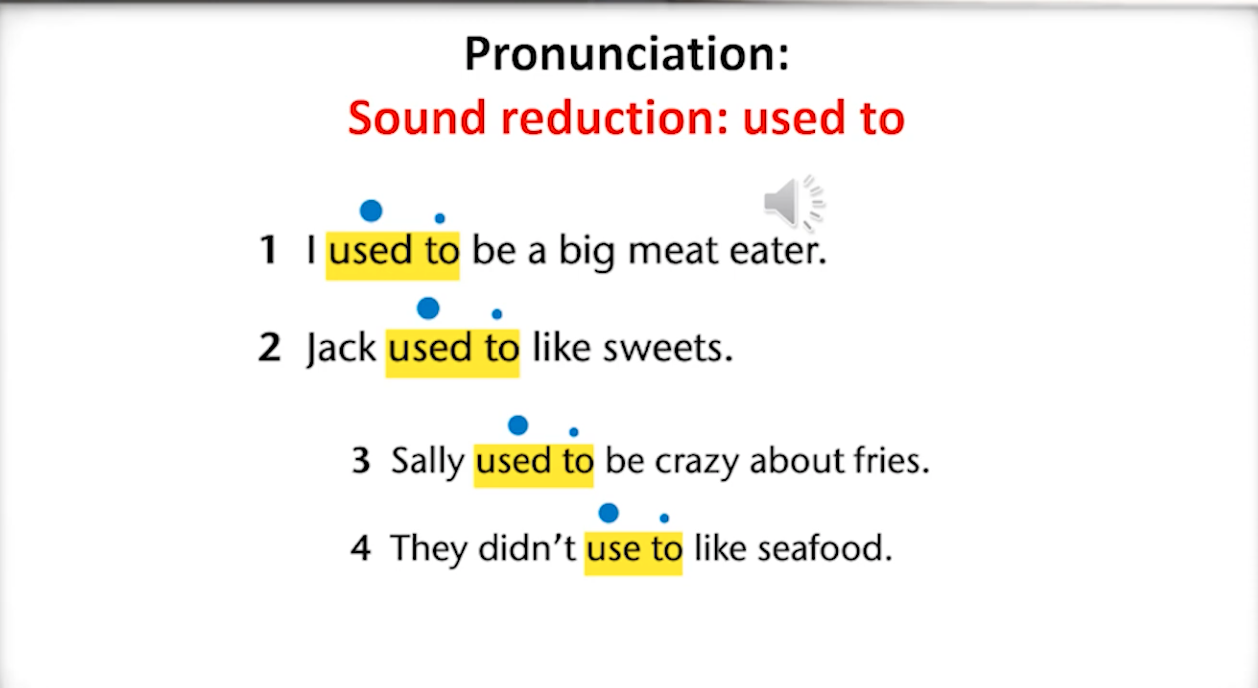 Pronunciation:
Sound reduction: used to
1 I used to be a big meat eater.
2 Jack used to like sweets.
3 Sally used to be crazy about fries.
4 They didn’t use to like seafood.